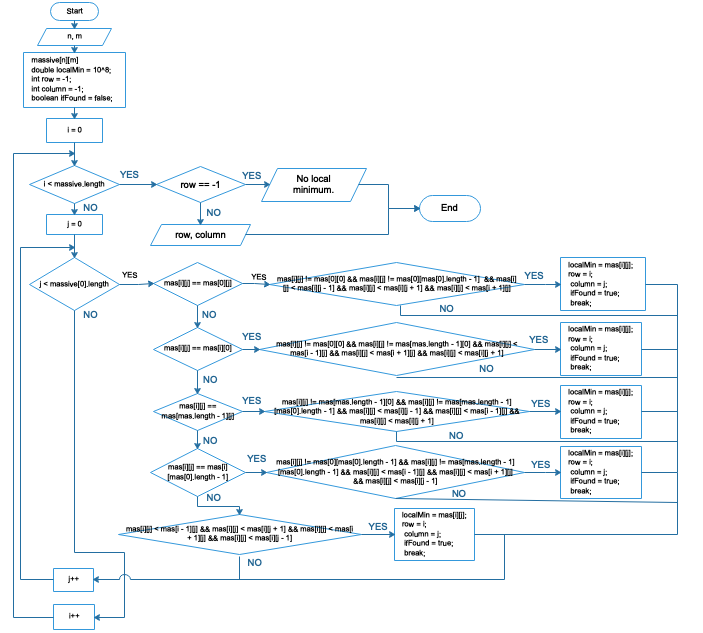 Start
n, m
massive[n][m]
double localMin = 10^8;
int row = -1;
int column = -1;
boolean ifFound = false;
i = 0
i < massive.length
YES
row == -1
YES
No local
minimum.
NO
NO
j = 0
row, column
End
j < massive[0].length
YES
mas[i][j] == mas[0][j]
YES
mas[i][j] != mas[0][0] && mas[i][j] != mas[0][mas[0].length - 1] && mas[i]
[j] < mas[i][j - 1] && mas[i][j] < mas[i][j + 1] && mas[i][j] < mas[i + 1][j]
YES
localMin = mas[i][j];
row = i;
column = j;
ifFound = true;
break;
NO
NO
NO
mas[i][j] == mas[i][0]
YES
mas[i][j] != mas[0][0] && mas[i][j] != mas[mas.length - 1][0] && mas[i][j] <
mas[i - 1][j] && mas[i][j] < mas[i + 1][j] && mas[i][j] < mas[i][j + 1]
YES
localMin = mas[i][j];
row = i;
column = j;
ifFound = true;
break;
NO
NO
mas[i][j] ==
mas[mas.length - 1][j]
YES
mas[i][j] != mas[mas.length - 1][0] && mas[i][j] != mas[mas.length - 1]
[mas[0].length - 1 && mas[i][j] < mas[i][j - 1] && mas[i][j] < mas[i - 1][j] &&
mas[i][j] < mas[i][j + 1]
YES
localMin = mas[i][j];
row = i;
column = j;
ifFound = true;
break;
NO
NO
mas[i][j] == mas[i]
[mas[0].length - 1]
YES
mas[i][j] != mas[0][mas[0].length - 1] && mas[i][j] != mas[mas.length - 1]
[mas[0].length - 1 && mas[i][j] < mas[i - 1][j] && mas[i][j] < mas[i + 1][j]
&& mas[i][j] < mas[i][j - 1]
YES
localMin = mas[i][j];
row = i;
column = j;
ifFound = true;
break;
NO
NO
mas[i][j] < mas[i - 1][j] && mas[i][j] < mas[i][j + 1] && mas[i][j] < mas[i
+ 1][j] && mas[i][j] < mas[i][j - 1]
YES
localMin = mas[i][j];
row = i;
column = j;
ifFound = true;
break;
NO
j++
i++